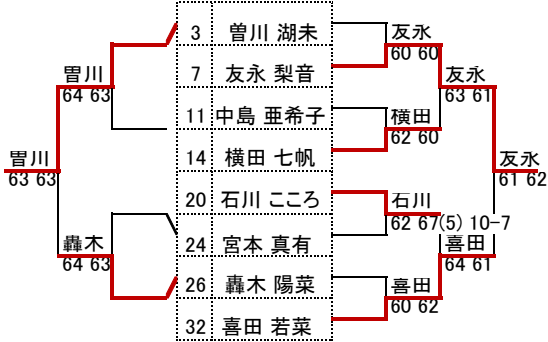 3 曽川 湖未
7 友永 梨音
11 中島 亜希子
14 横田 七帆
20 石川 こころ
24 宮本 真有
26 轟木 陽菜
32 喜田 若菜
曽川
64 63
曽川
63 63
轟木
64 63
友永
60 60
友永
63 61
横田
62 60
友永
61 62
石川
62 67(5) 10-7
喜田
64 61
喜田
60 62